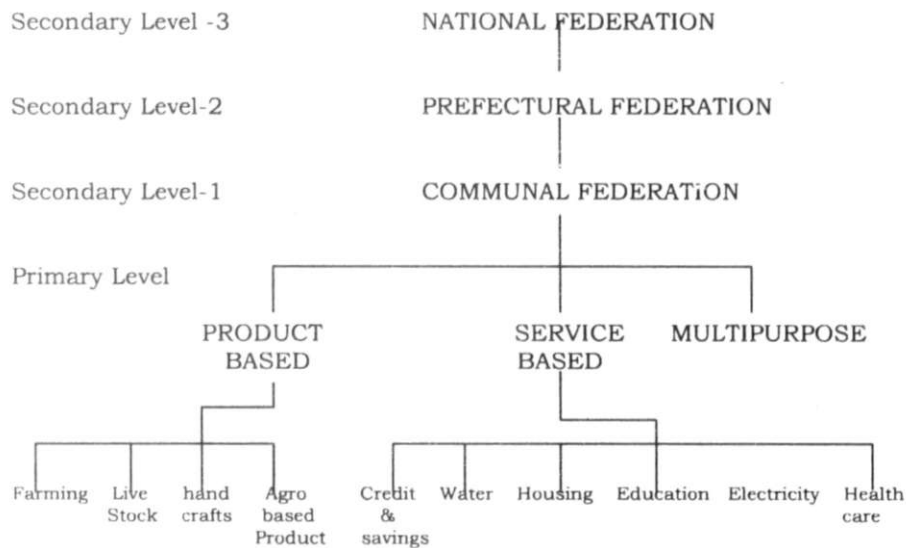 Secondary Level -3 NATIONAL FEDERATION
Secondary Level-2 PREFECTURAL FEDERATION
Secondary Level-1 COMMUNAL FEDERATiON
Primary Level
PRODUCT SERVICE MULTIPURPOSE
BASED BASED
Farming Live hand Agro Credit Water Housing Education Electricity Health
Stock crafts based & care
Product savings